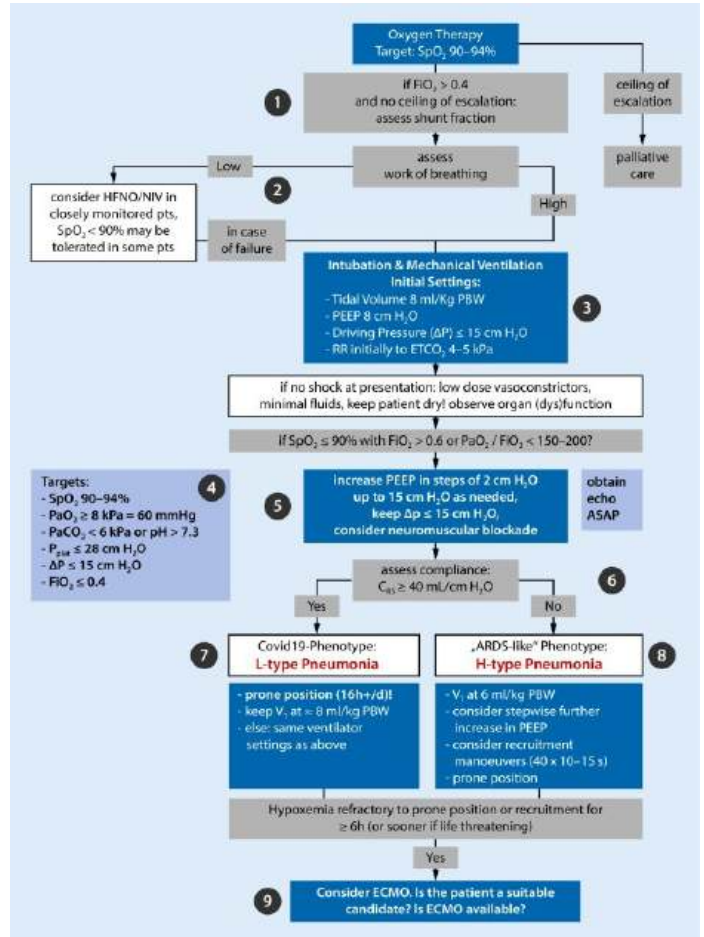 Oxygen Therapy
Target: SpO₂ 90–94%
1
if FiO₂ > 0.4
and no ceiling of escalation:
assess shunt fraction
ceiling of
escalation
assess
work of breathing
palliative
care
Low
2
High
consider HFNO/NIV in
closely monitored pts,
SpO₂ < 90% may be
tolerated in some pts
in case
of failure
Intubation & Mechanical Ventilation
Initial Settings:
- Tidal Volume 8 ml/Kg PBW
- PEEP 8 cm H₂O
- Driving Pressure (ΔP) ≤ 15 cm H₂O
- RR initially to ETCO₂ 4–5 kPa
3
if no shock at presentation: low dose vasoconstrictors,
minimal fluids, keep patient dry! observe organ (dys)function
if SpO₂ ≤ 90% with FiO₂ > 0.6 or PaO₂ / FiO₂ < 150–200?
Targets:
- SpO₂ 90–94%
- PaO₂ ≥ 8 kPa = 60 mmHg
- PaCO₂ < 6 kPa or pH > 7.3
- Pplat ≤ 28 cm H₂O
- ΔP ≤ 15 cm H₂O
- FiO₂ ≤ 0.4
4
5
increase PEEP in steps of 2 cm H₂O
up to 15 cm H₂O as needed,
keep Δp ≤ 15 cm H₂O,
consider neuromuscular blockade
obtain
echo
ASAP
assess compliance:
C_RS ≥ 40 mL/cm H₂O
6
Yes
No
7
Covid19-Phenotype:
L-type Pneumonia
„ARDS-like“ Phenotype:
H-type Pneumonia
8
- prone position (16h+/d)!
- keep V_T at ≈ 8 ml/kg PBW
- else: same ventilator
settings as above
- V_T at 6 ml/kg PBW
- consider stepwise further
increase in PEEP
- consider recruitment
manoeuvers (40 x 10–15 s)
- prone position
Hypoxemia refractory to prone position or recruitment for
≥ 6h (or sooner if life threatening)
Yes
9
Consider ECMO. Is the patient a suitable
candidate? Is ECMO available?